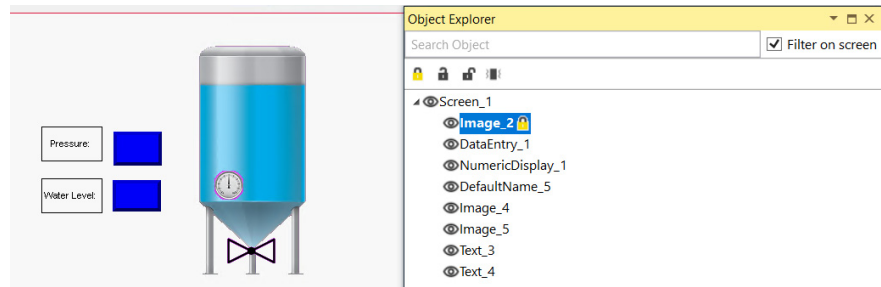 Pressure:
Water Level:
Object Explorer
Search Object
Filter on screen
Screen_1
Image_2
DataEntry_1
NumericDisplay_1
DefaultName_5
Image_4
Image_5
Text_3
Text_4